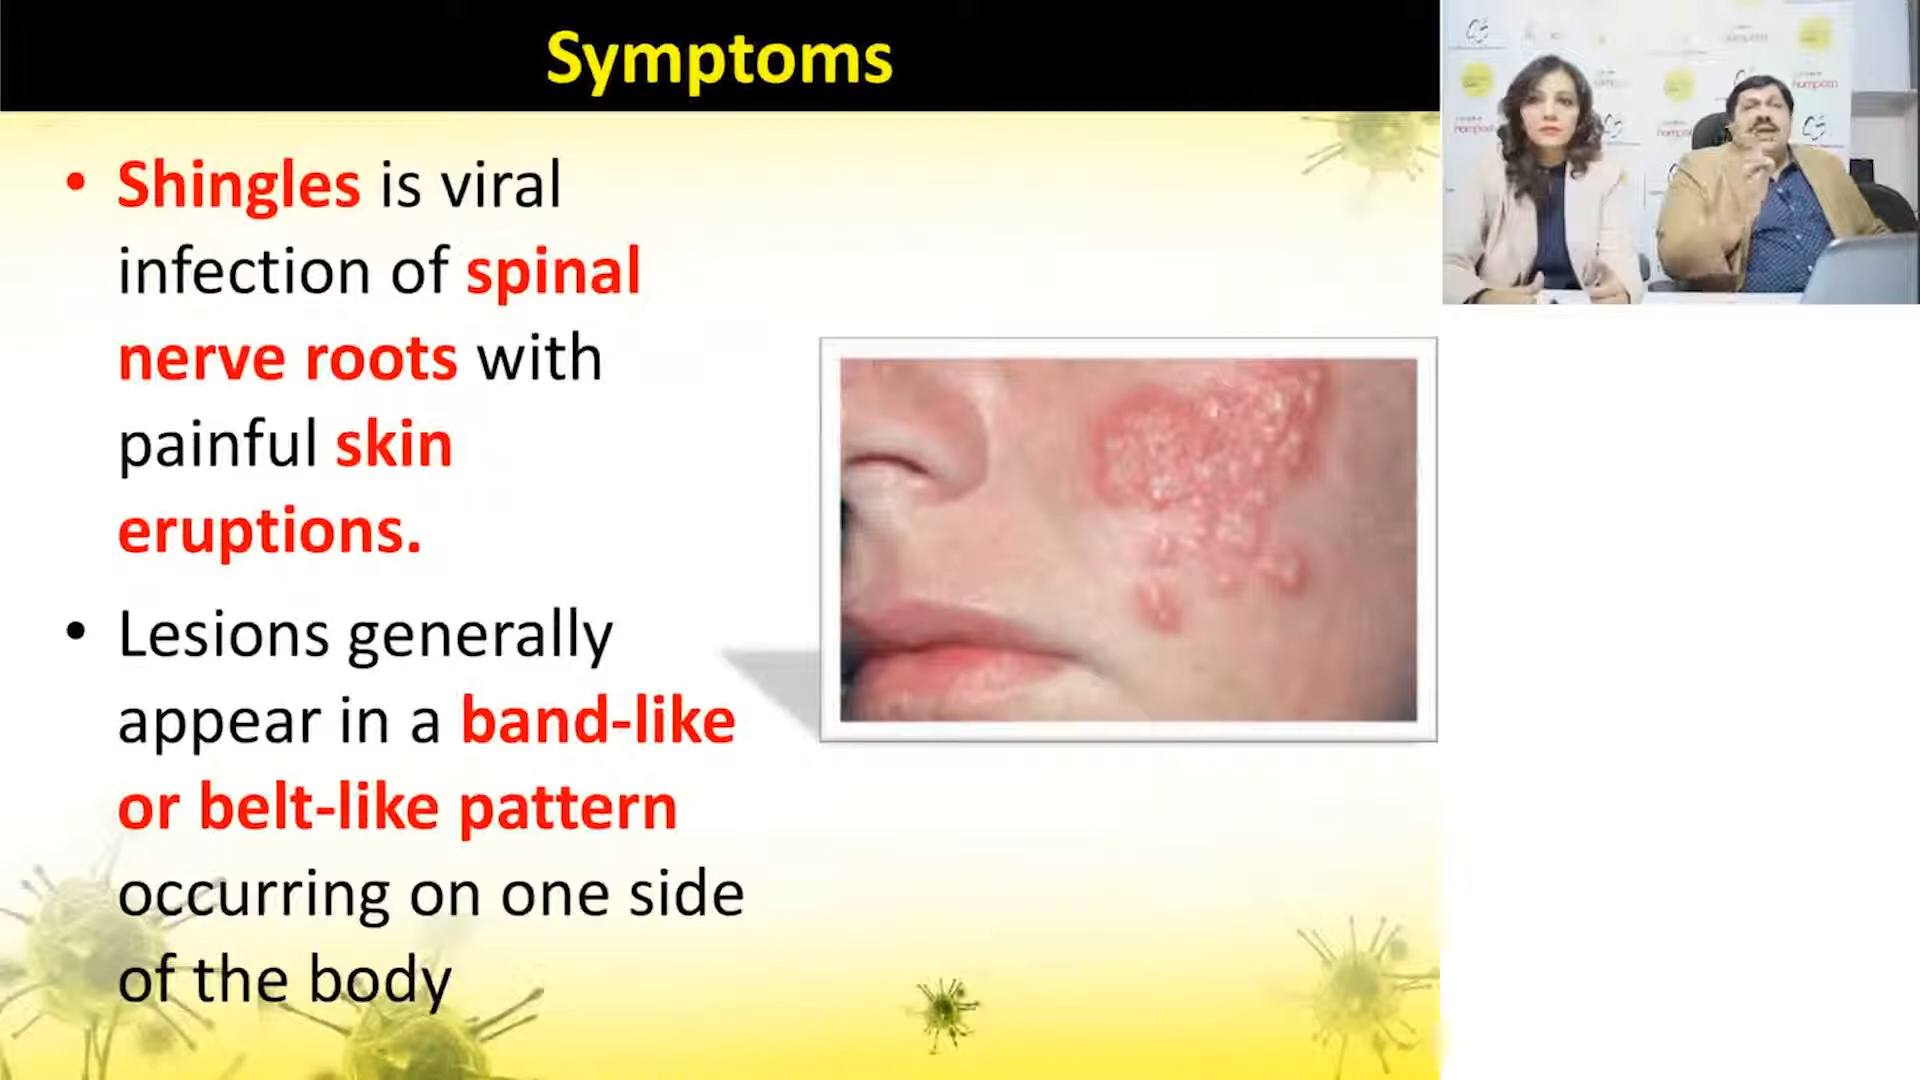 Symptoms
• Shingles is viral
infection of spinal
nerve roots with
painful skin
eruptions.
• Lesions generally
appear in a band-like
or belt-like pattern
occurring on one side
of the body